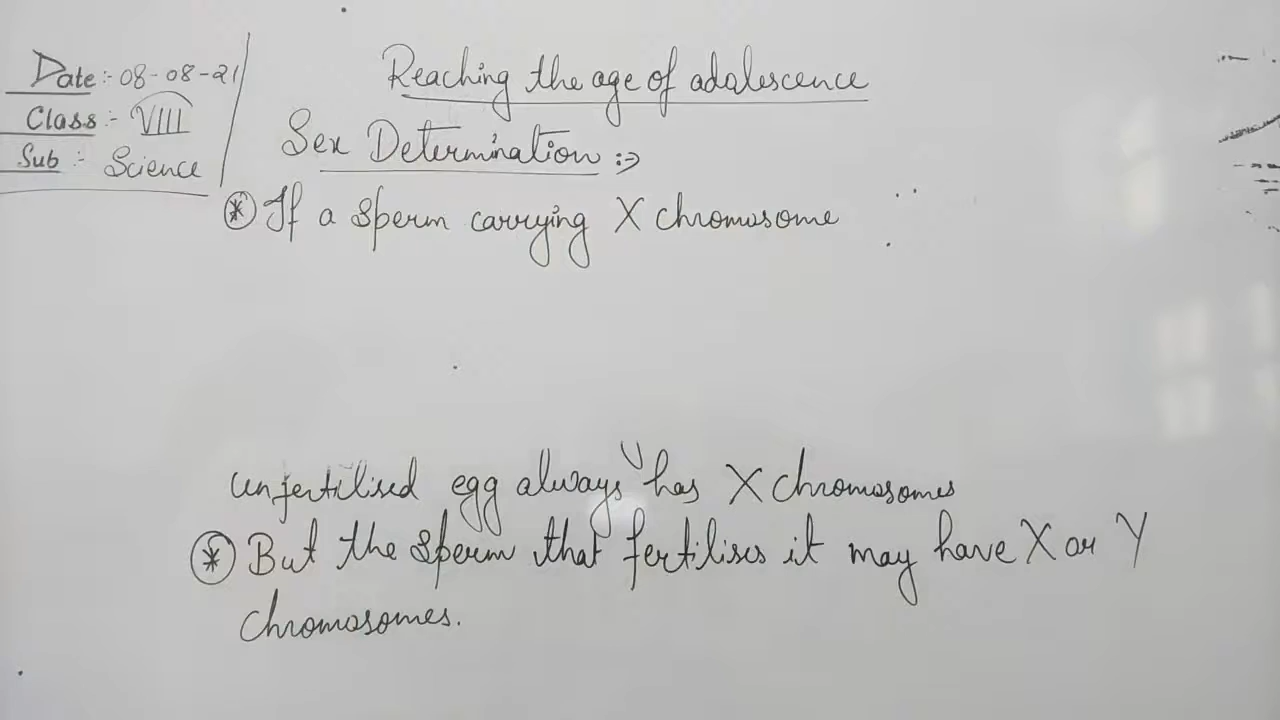 Date :- 08-08-21
Class :- VIII
Sub :- Science
Reaching the age of adolescence
Sex Determination :->
* If a sperm carrying X chromosome
unfertilised egg always has X chromosomes
* But the sperm that fertilises it may have X or Y
chromosomes.